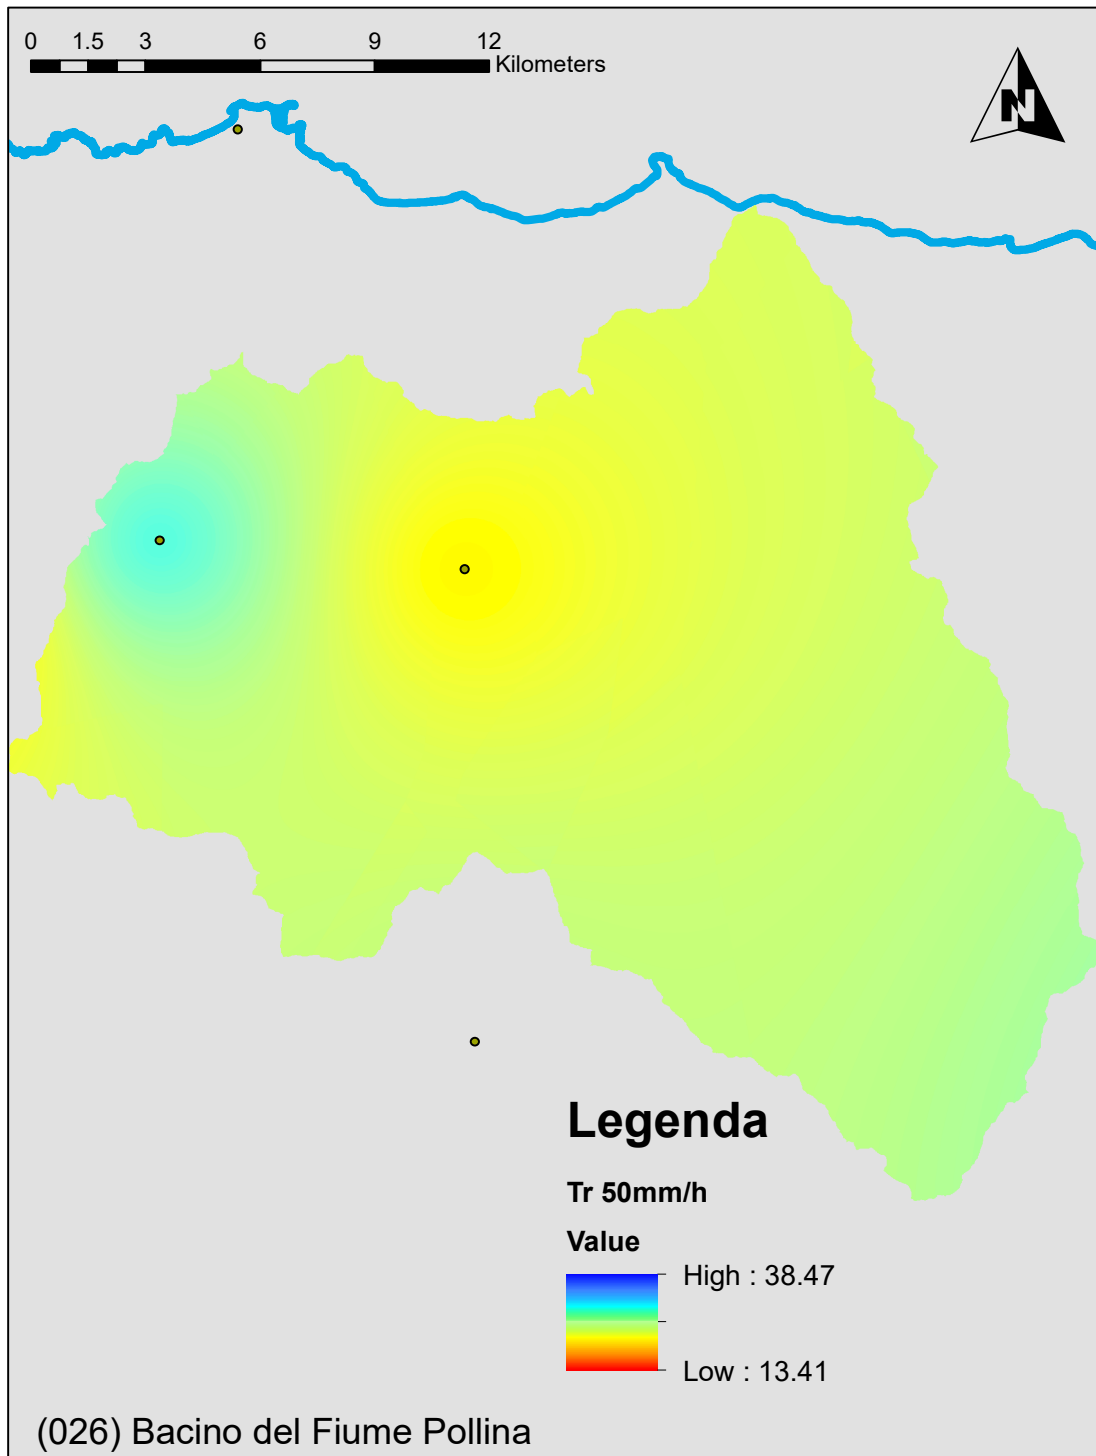 0 1.5 3 6 9 12
Kilometers
N
Legenda
Tr 50mm/h
Value
High : 38.47
Low : 13.41
(026) Bacino del Fiume Pollina